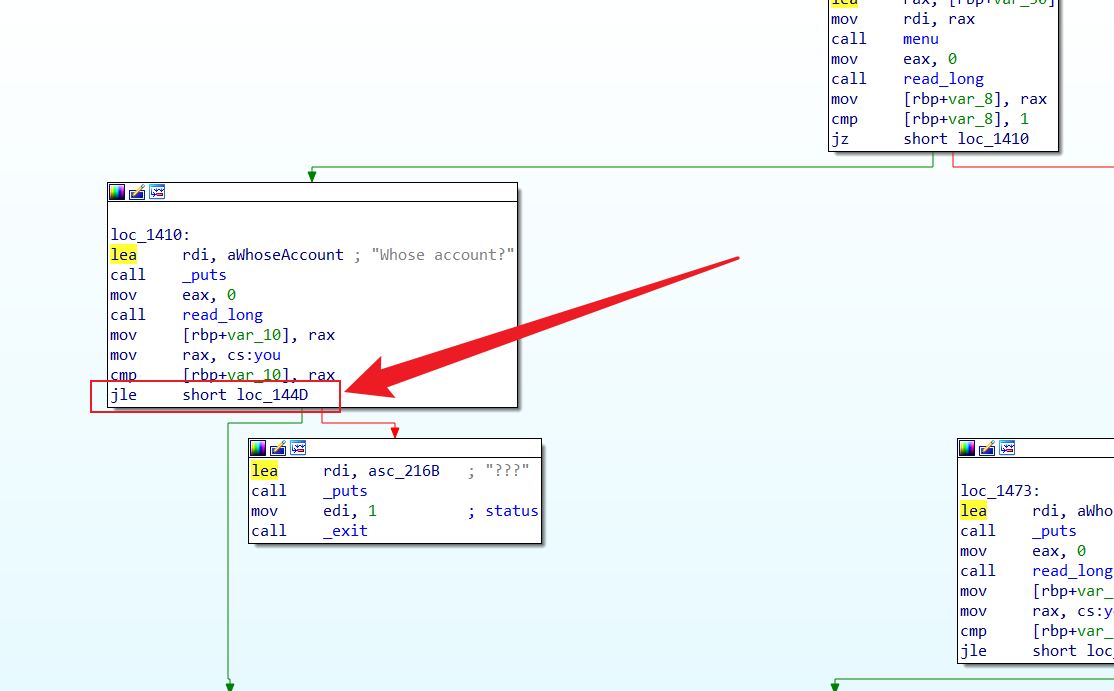 lea rax, [rbp+var_50]
mov rdi, rax
call menu
mov eax, 0
call read_long
mov [rbp+var_8], rax
cmp [rbp+var_8], 1
jz short loc_1410
loc_1410:
lea rdi, aWhoseAccount ; "Whose account?"
call _puts
mov eax, 0
call read_long
mov [rbp+var_10], rax
mov rax, cs:you
cmp [rbp+var_10], rax
jle short loc_144D
lea rdi, asc_216B ; "???"
call _puts
mov edi, 1 ; status
call _exit
loc_1473:
lea rdi, aWho
call _puts
mov eax, 0
call read_long
mov [rbp+var_
mov rax, cs:y
cmp [rbp+var_
jle short loc_